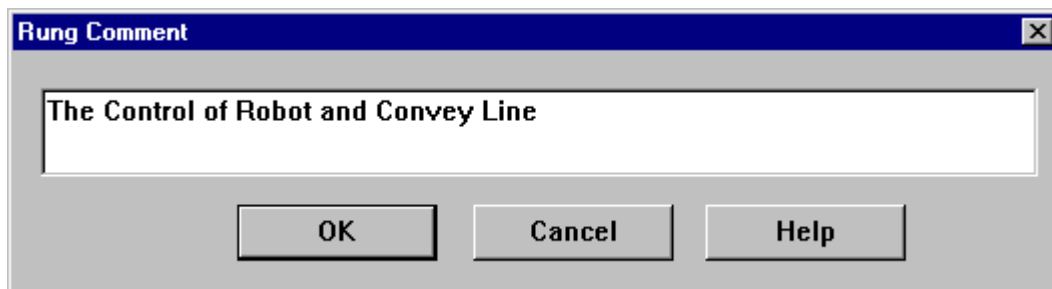 Rung Comment
The Control of Robot and Convey Line
OK Cancel Help